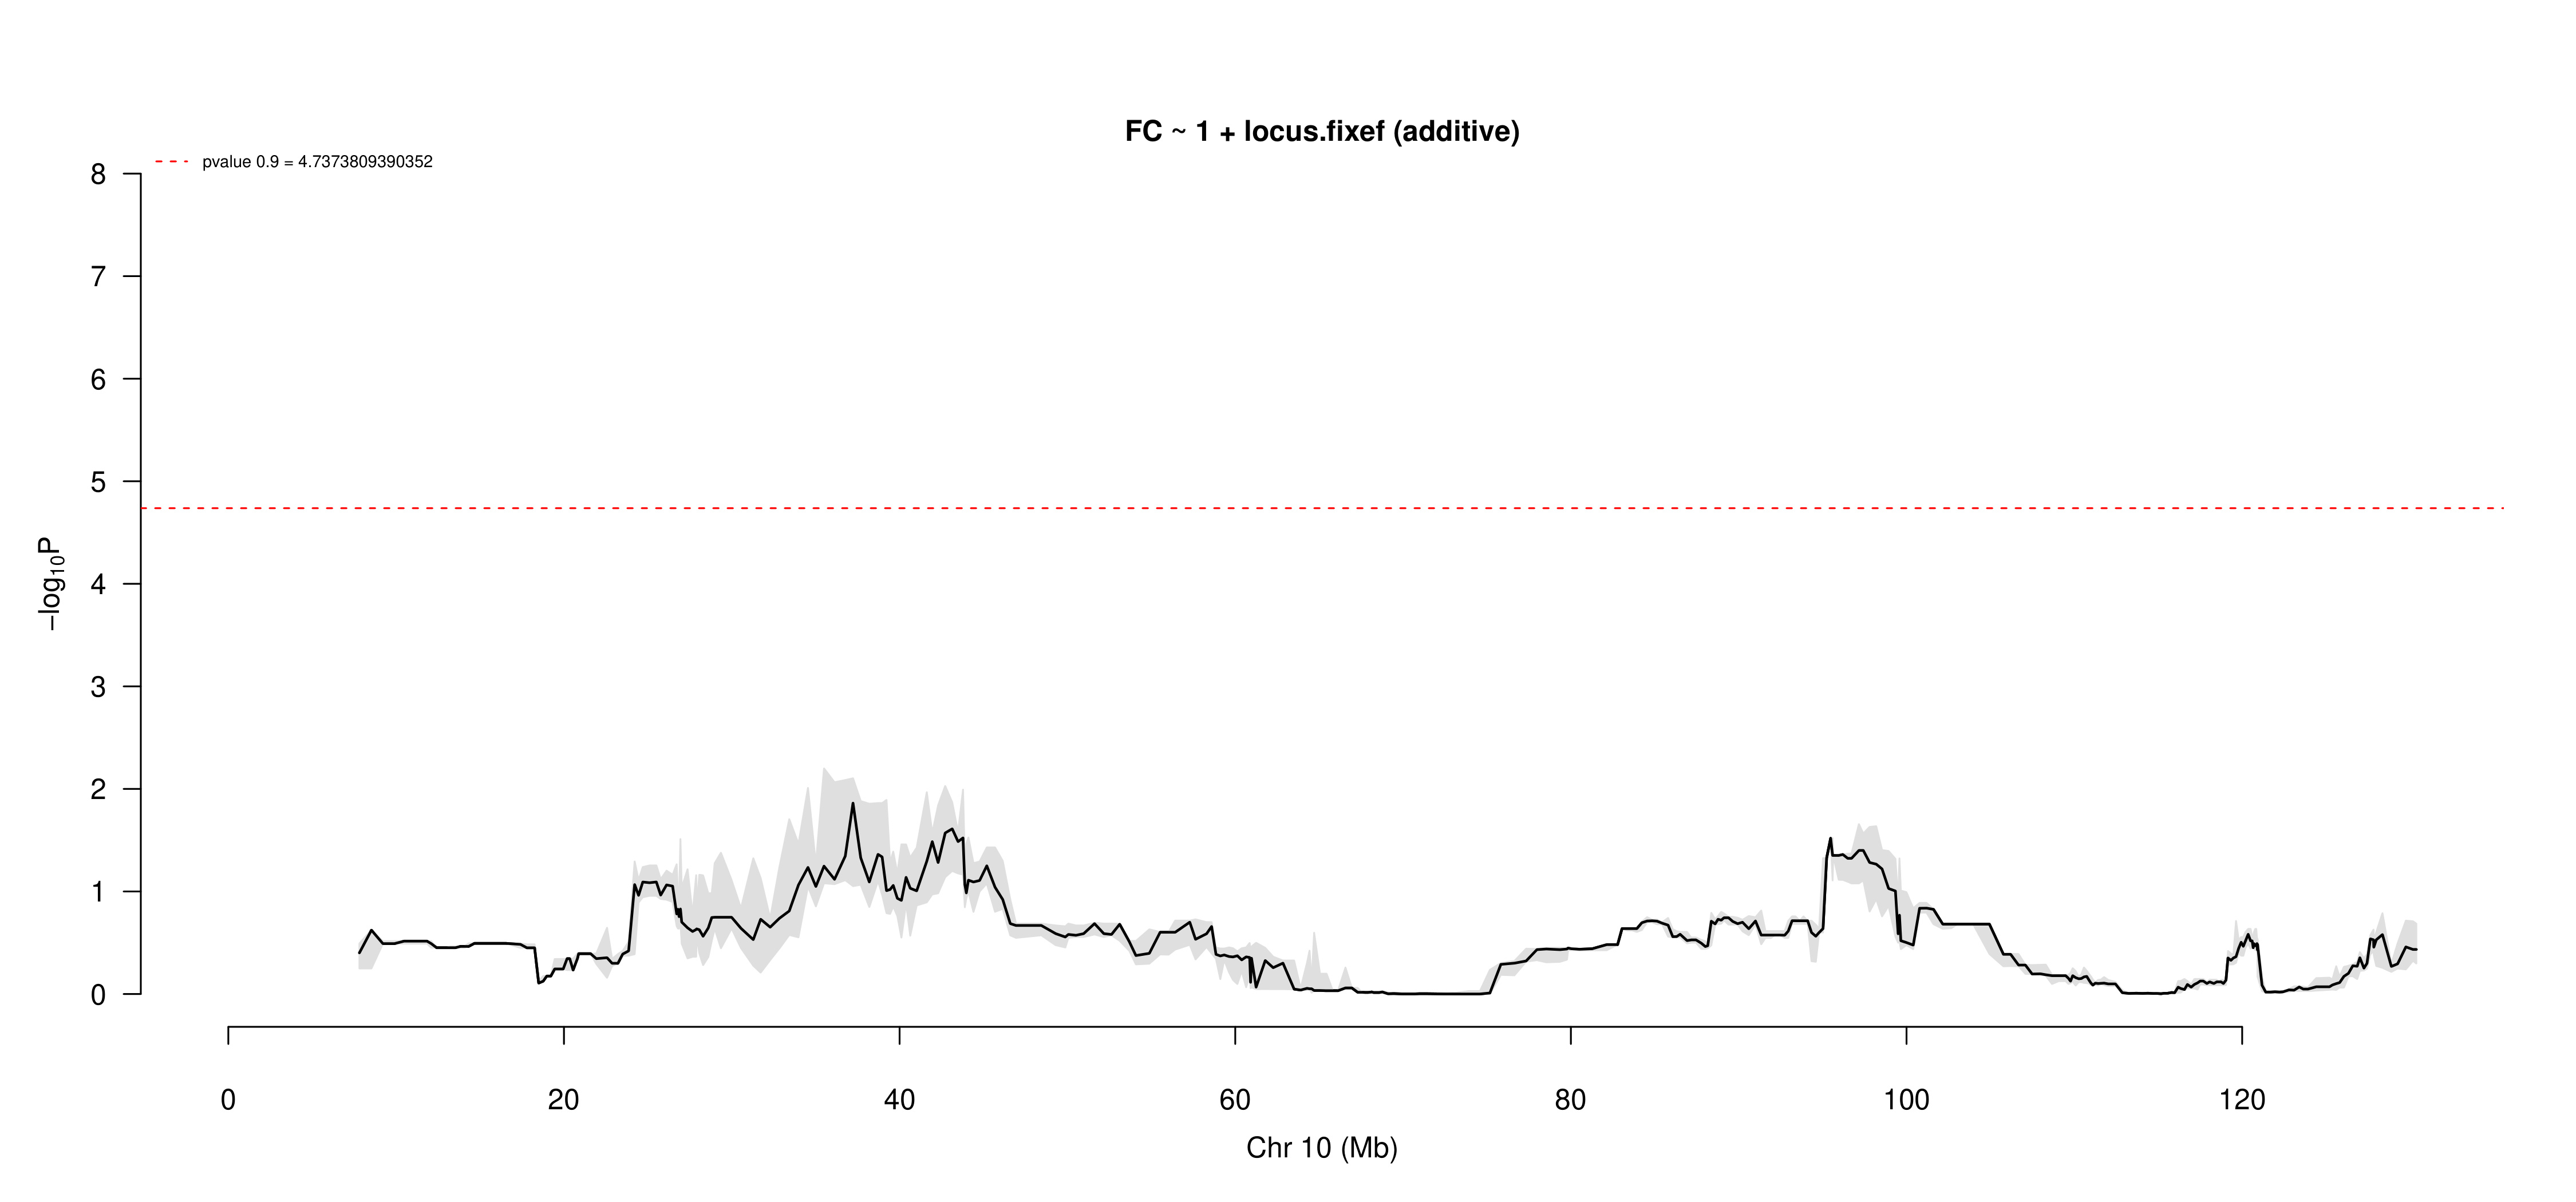 FC ~ 1 + locus.fixef (additive)
pvalue 0.9 = 4.7373809390352
8
7
6
5
4
3
2
1
0
−log10P
0 20 40 60 80 100 120
Chr 10 (Mb)